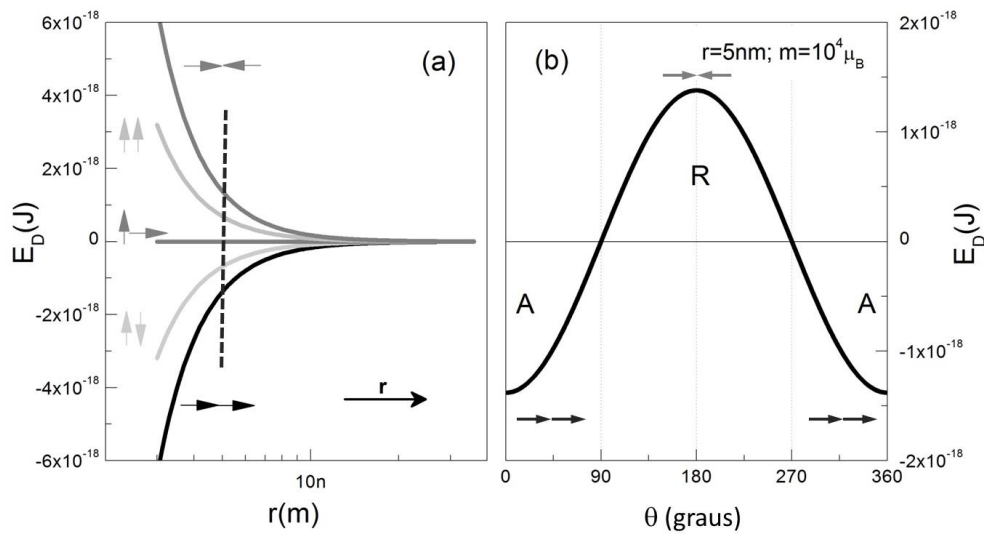 6x10⁻¹⁸
4x10⁻¹⁸
2x10⁻¹⁸
0
-2x10⁻¹⁸
-4x10⁻¹⁸
-6x10⁻¹⁸
E_D(J)
(a)
r
10n
r(m)
(b)
r=5nm; m=10⁴μ_B
R
A
A
0
90
180
270
360
θ (graus)
2x10⁻¹⁸
1x10⁻¹⁸
0
-1x10⁻¹⁸
-2x10⁻¹⁸
E_D(J)